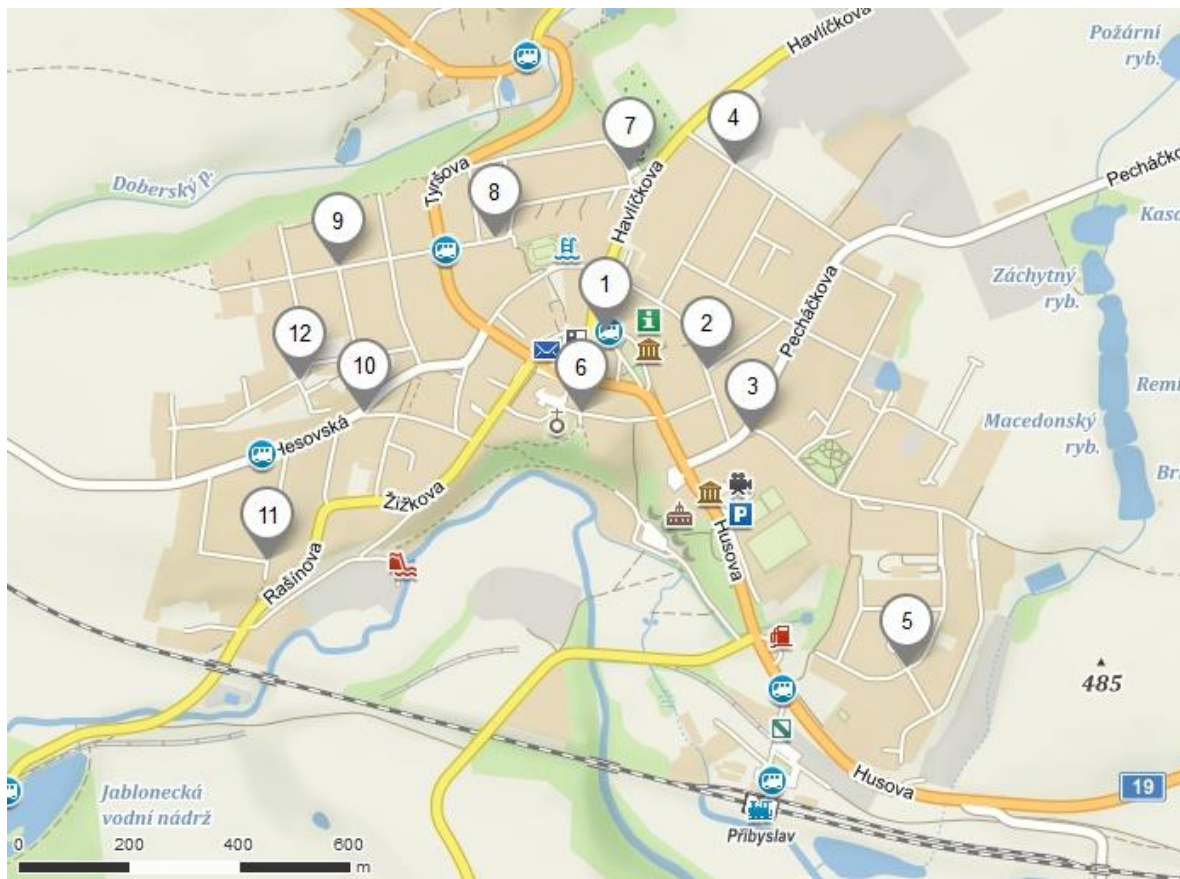 Havlíčkova
Požární
ryb.
7
4
Doberský p.
Tyršova
8
Havlíčkova
Pecháčko
9
Kaso
Záchytný
ryb.
1
i
2
Pecháčkova
12
10
6
3
Remi
Macedonský
ryb.
Hesovská
Br
11
Žižkova
P
Husova
Rašínova
5
485
Husova
19
Jablonecká
vodní nádrž
Přibyslav
0 200 400 600
m